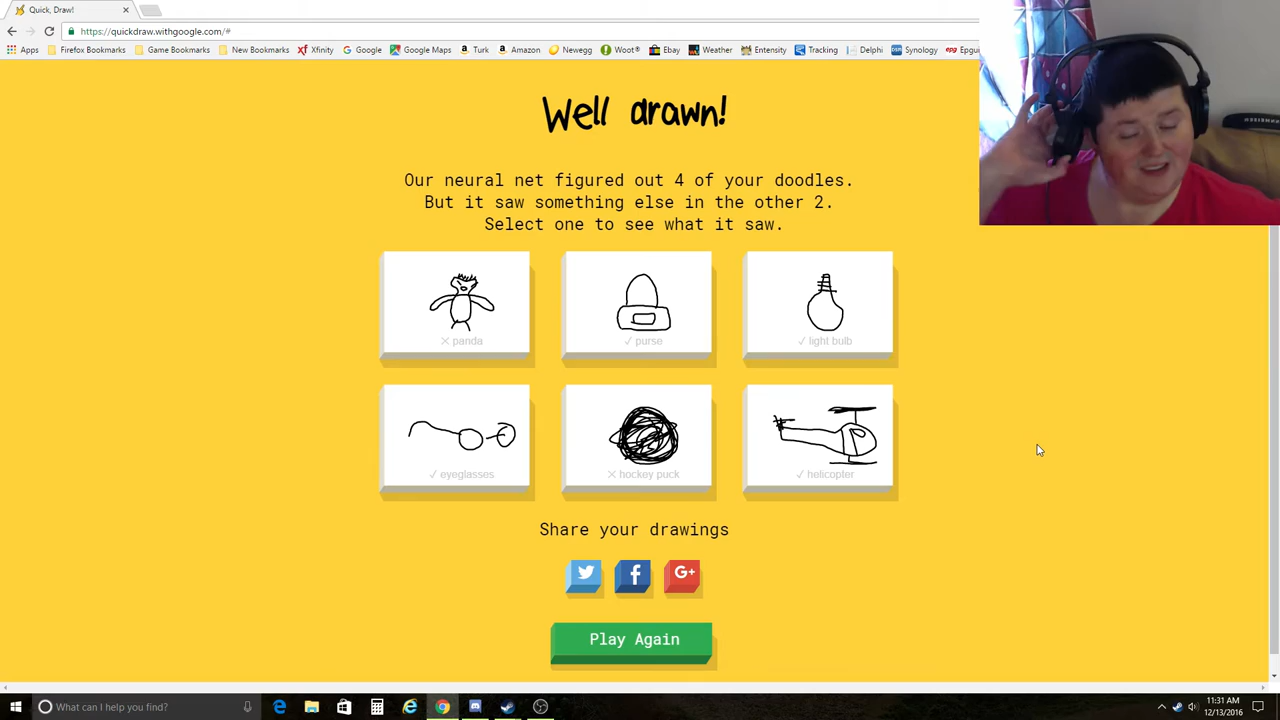 Quick, Draw!
https://quickdraw.withgoogle.com/#
Apps Firefox Bookmarks Game Bookmarks New Bookmarks Xfinity Google Google Maps Turk Amazon Newegg Woot® Ebay Weather Entensity Tracking Delphi Synology Epgui
Well drawn!
Our neural net figured out 4 of your doodles.
But it saw something else in the other 2.
Select one to see what it saw.
✕ panda ✓ purse ✓ light bulb
✓ eyeglasses ✕ hockey puck ✓ helicopter
Share your drawings
G+
Play Again
What can I help you find?
11:31 AM
12/13/2016